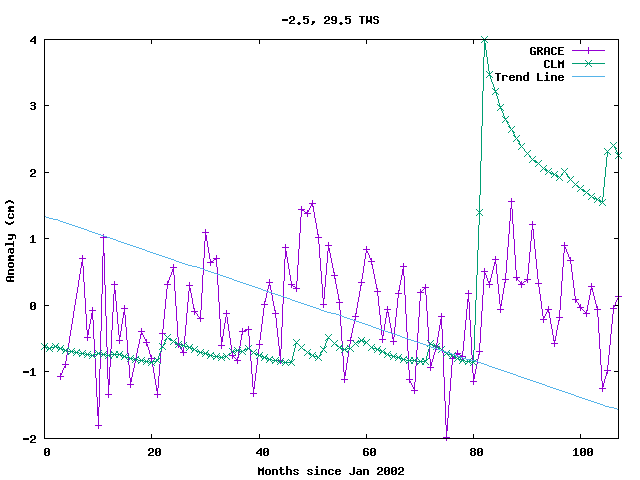 -2.5, 29.5 TWS
GRACE
CLM
Trend Line
4
3
2
1
0
-1
-2
Anomaly (cm)
0 20 40 60 80 100
Months since Jan 2002